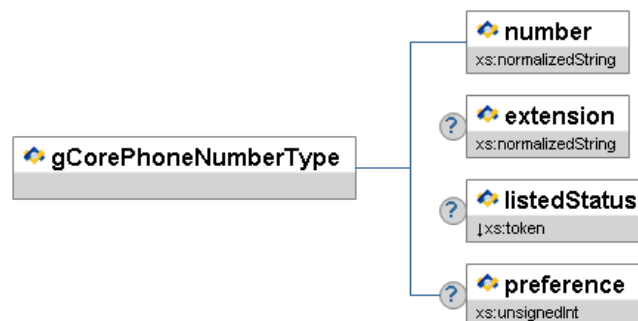 number
xs:normalizedString
?
extension
xs:normalizedString
gCorePhoneNumberType
?
listedStatus
↓xs:token
?
preference
xs:unsignedInt